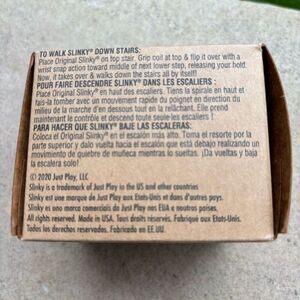 TO WALK SLINKY® DOWN STAIRS:
Place Original Slinky® on top stair. Grip coil at top & flip it over with a
wrist snap action toward middle of next lower step, releasing your hold.
Now, it takes over & walks down the stairs all by itself!
POUR FAIRE DESCENDRE SLINKY® DANS LES ESCALIERS :
Place Original Slinky® en haut des escaliers. Tiens la spirale en haut et
fais-la tomber avec un mouvement rapide du poignet en direction du
milieu de la marche d'en dessous tout en la relâchant. Elle prend
maintenant le contrôle et descend toute seule les escaliers !
PARA HACER QUE SLINKY® BAJE LAS ESCALERAS:
Coloca el Original Slinky® en el escalón más alto. Toma el resorte por la
parte superior y dalo vuelta hacia el escalón que está debajo realizando un
movimiento de quiebre de muñeca mientras lo sueltas. ¡Da vueltas y baja
la escalera solo!
© 2020 Just Play, LLC
Slinky is a trademark of Just Play in the US and other countries
Slinky est une marque de Just Play aux Etats-Unis et dans d'autres pays.
Slinky é uma marca comerciais da Just Play nos EUA e noutros países.
All rights reserved. Made in USA. Tous droits réservés. Fabriqué aux Etats-Unis.
Todos los derechos reservados. Fabricado en EE.UU.